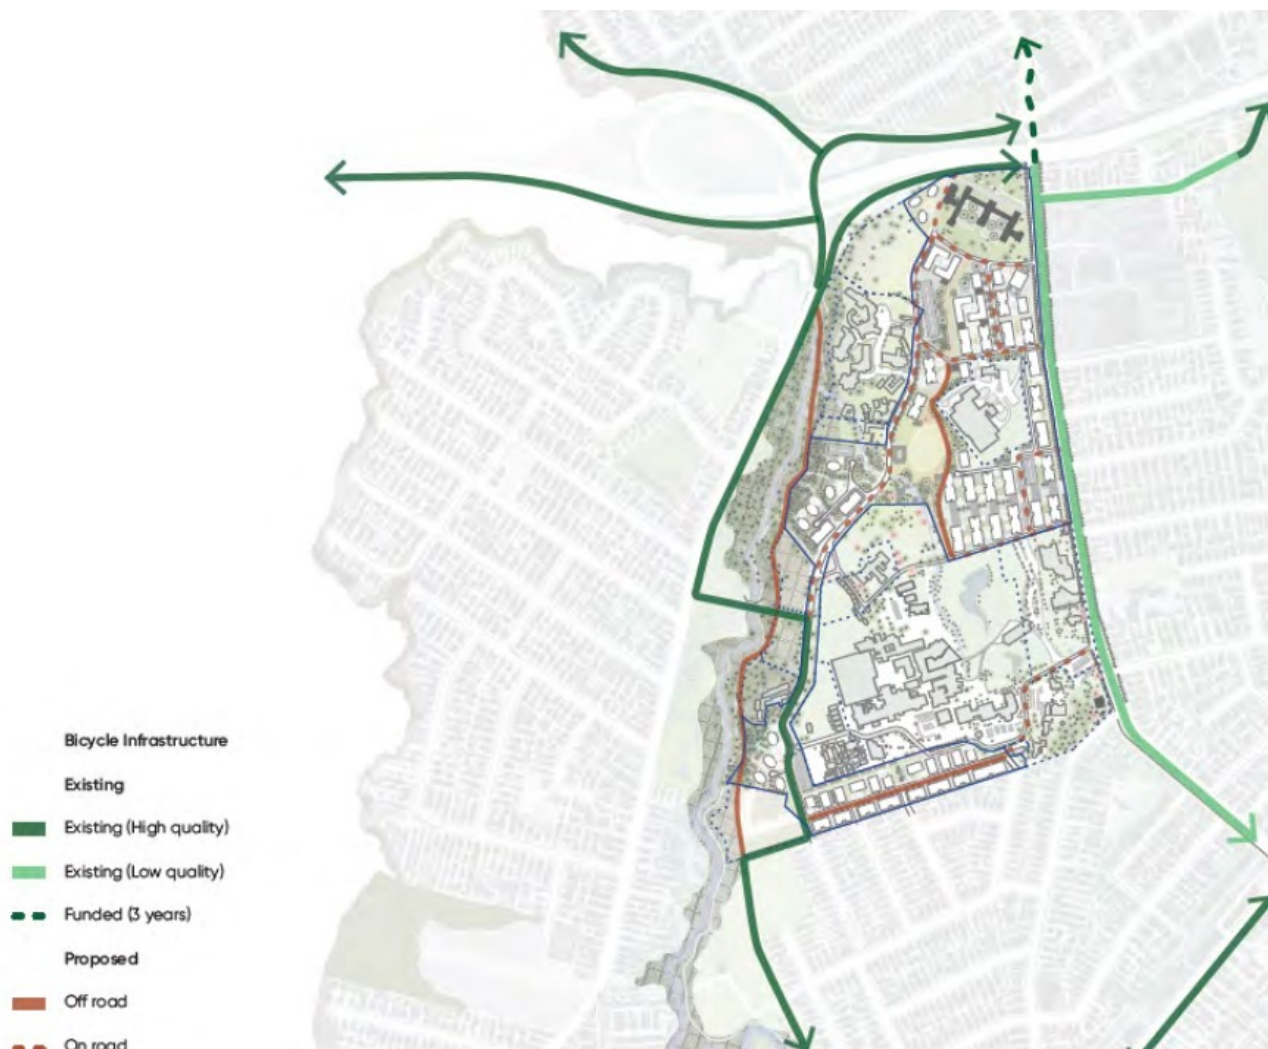 Bicycle Infrastructure
Existing
Existing (High quality)
Existing (Low quality)
Funded (3 years)
Proposed
Off road
On road